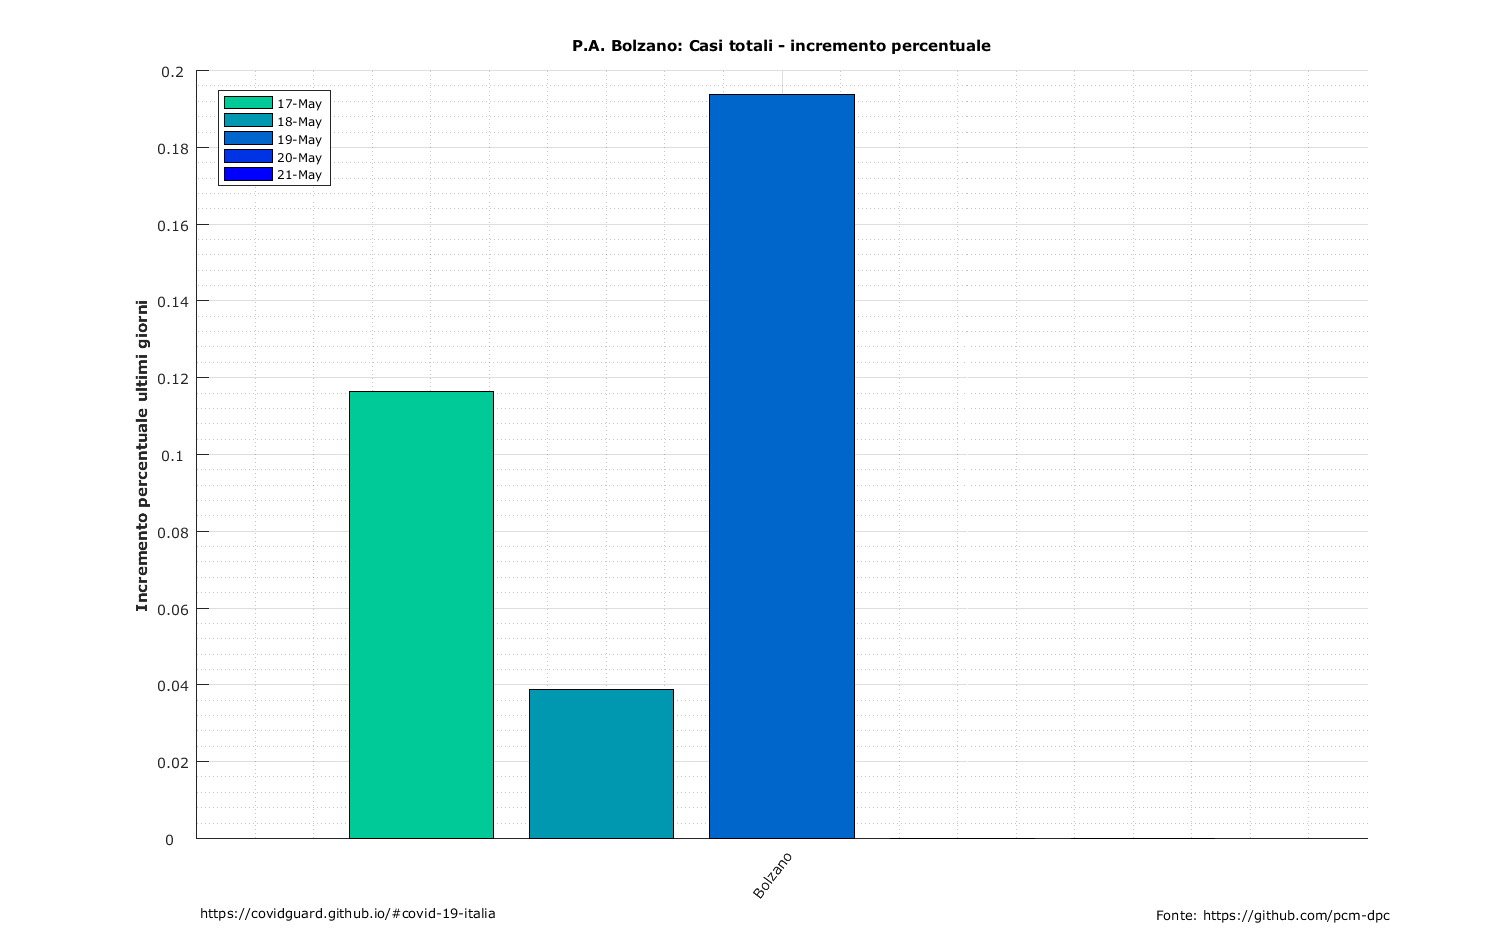 P.A. Bolzano: Casi totali - incremento percentuale
Incremento percentuale ultimi giorni
0.2
0.18
0.16
0.14
0.12
0.1
0.08
0.06
0.04
0.02
0
17-May
18-May
19-May
20-May
21-May
Bolzano
https://covidguard.github.io/#covid-19-italia
Fonte: https://github.com/pcm-dpc